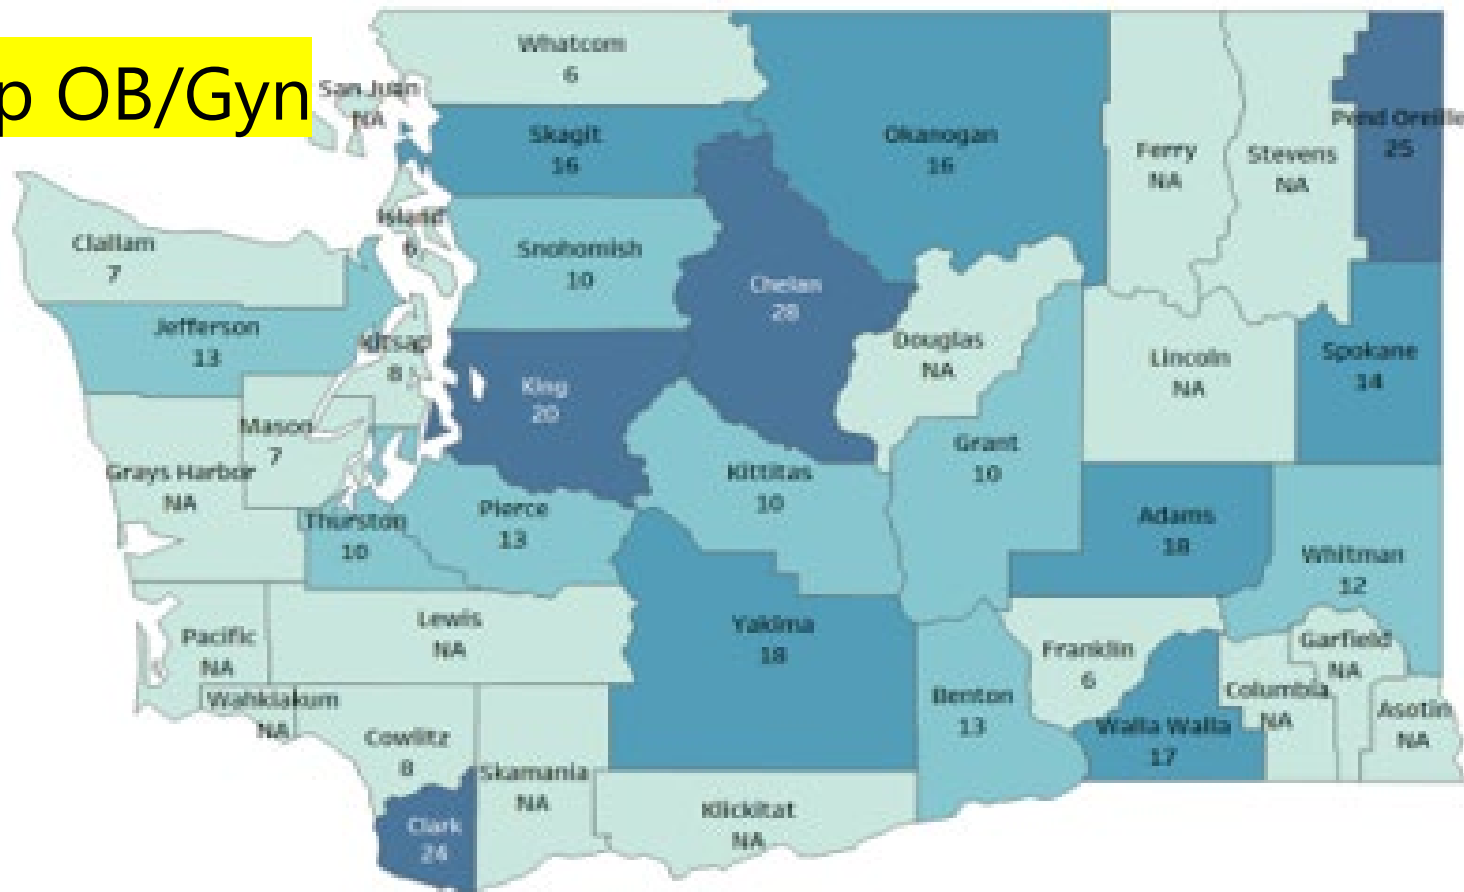 p OB/Gyn
Whatcom
6
San Juan
NA
Skagit
16
Okanogan
16
Ferry
NA
Stevens
NA
Pend Oreille
25
Island
6
Clallam
7
Snohomish
10
Chelan
28
Jefferson
13
Kitsap
8
King
20
Douglas
NA
Lincoln
NA
Spokane
14
Mason
7
Grays Harbor
NA
Kittitas
10
Grant
10
Thurston
10
Pierce
13
Adams
18
Whitman
12
Pacific
NA
Lewis
NA
Yakima
18
Franklin
6
Garfield
NA
Wahkiakum
NA
Cowlitz
8
Benton
13
Columbia
NA
Asotin
NA
Skamania
NA
Walla Walla
17
Clark
24
Klickitat
NA